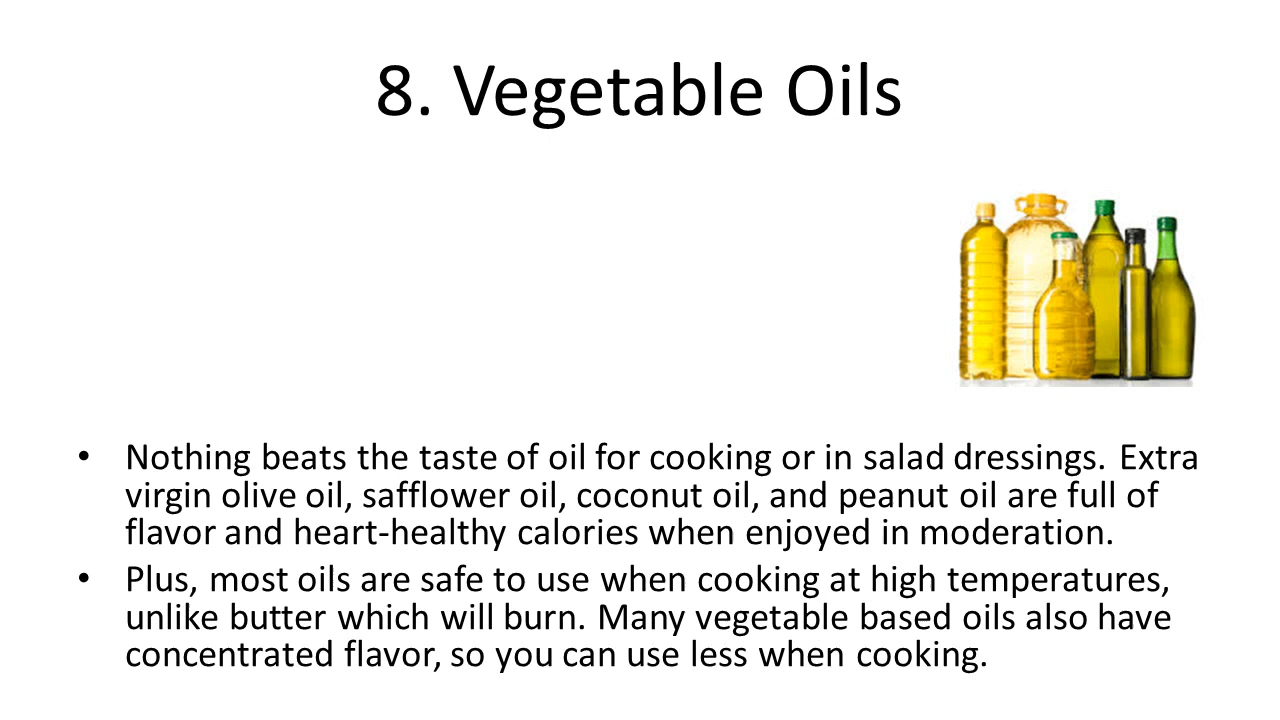 8. Vegetable Oils
• Nothing beats the taste of oil for cooking or in salad dressings. Extra
virgin olive oil, safflower oil, coconut oil, and peanut oil are full of
flavor and heart-healthy calories when enjoyed in moderation.
• Plus, most oils are safe to use when cooking at high temperatures,
unlike butter which will burn. Many vegetable based oils also have
concentrated flavor, so you can use less when cooking.